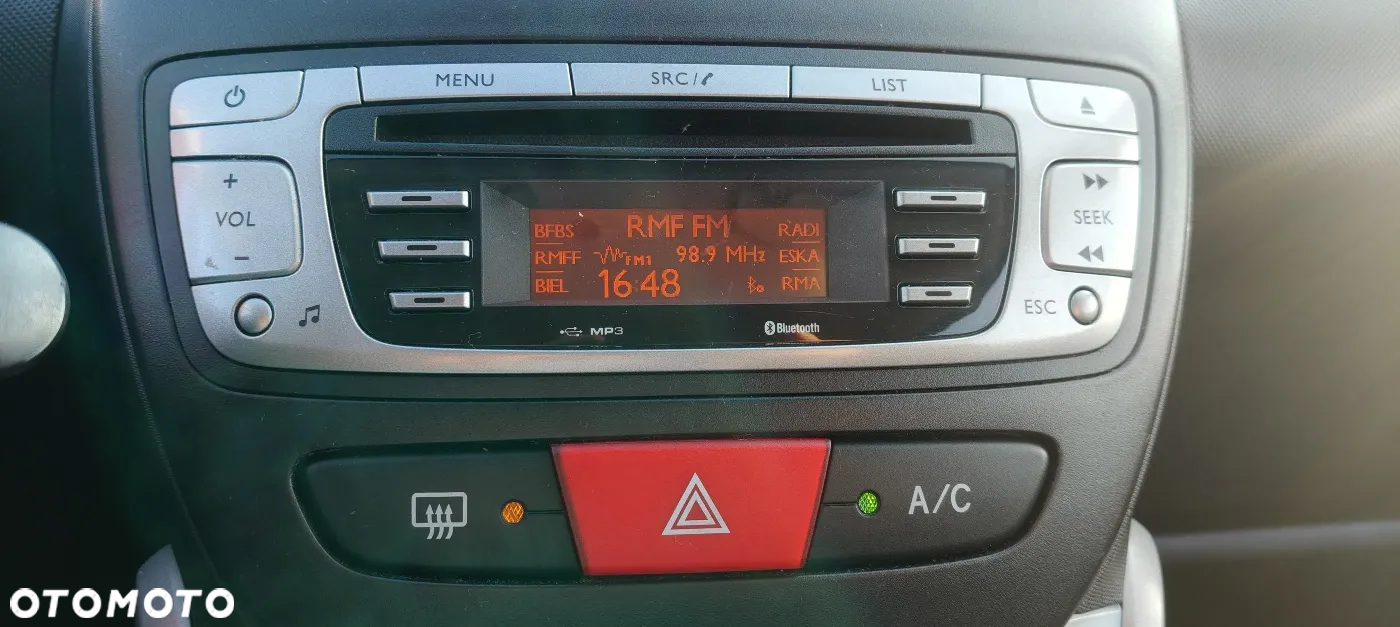 MENU SRC/ LIST
+
VOL
-
SEEK
ESC
BFBS RMF FM RADI
RMFF FM1 98.9 MHz ESKA
BIEL 16:48 RMA
MP3 Bluetooth
A/C
OTOMOTO